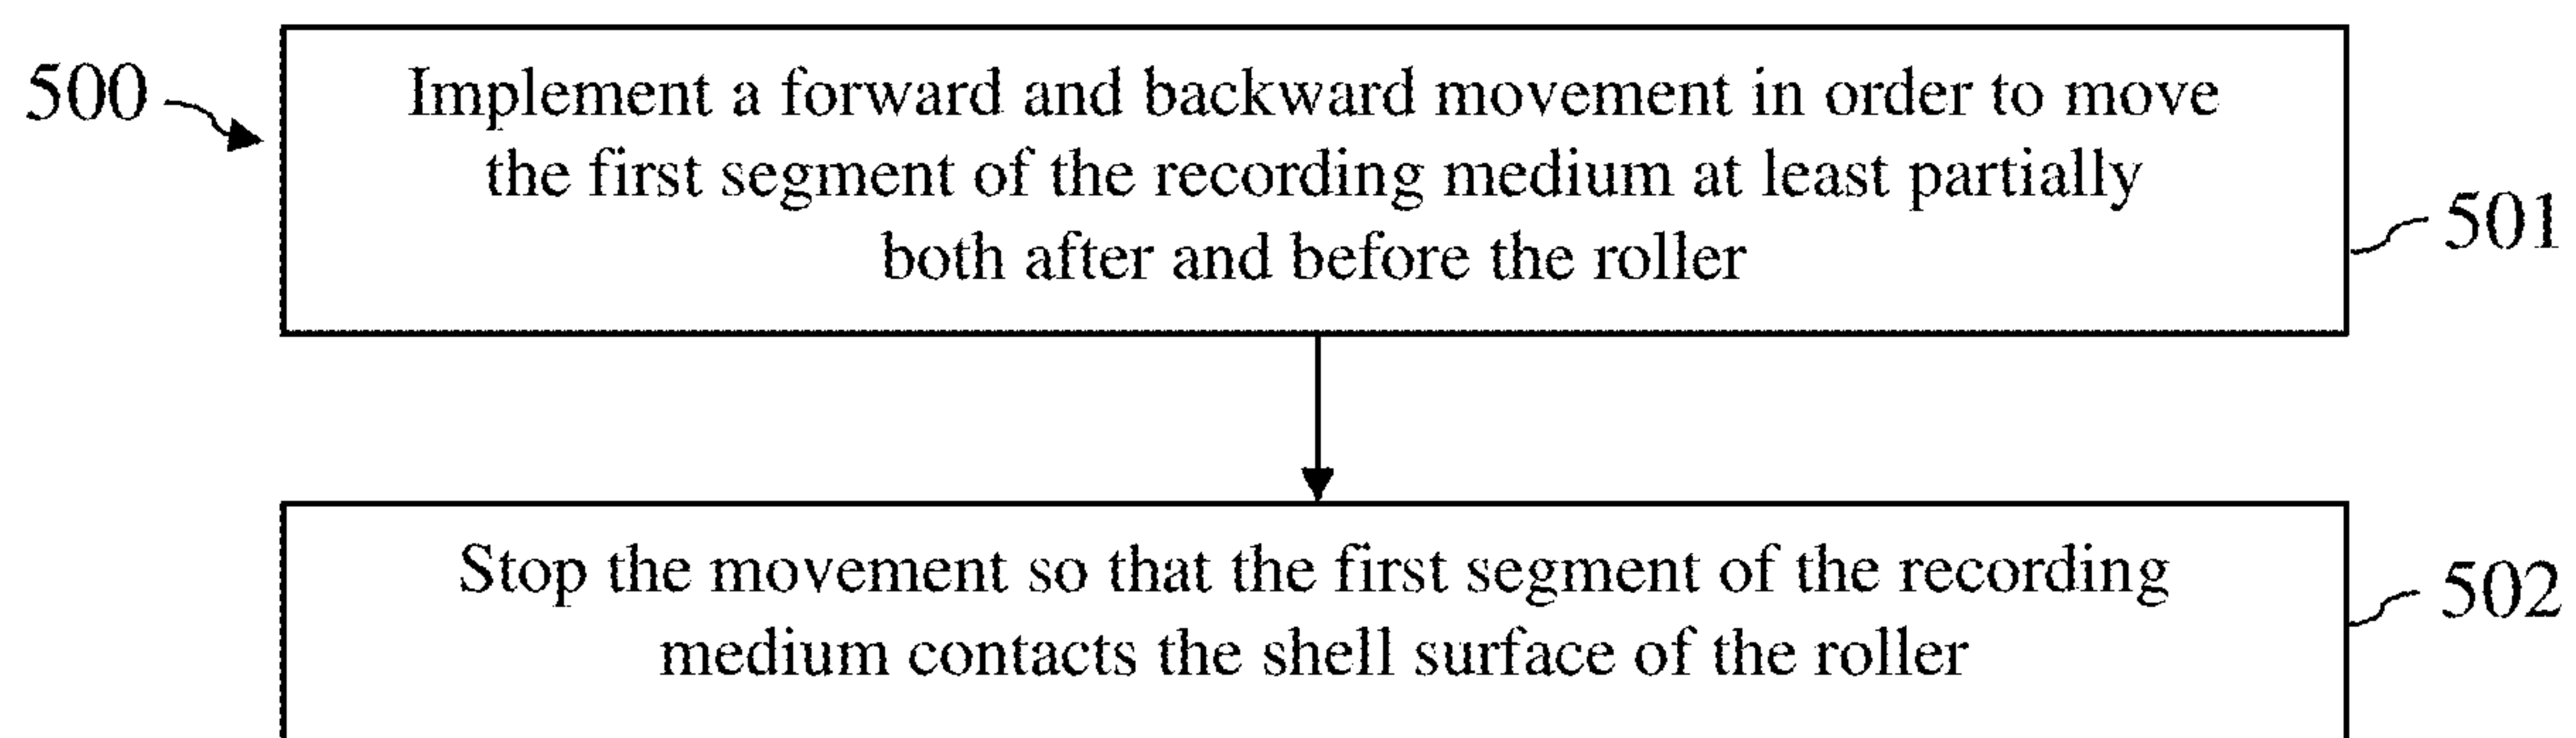 500
Implement a forward and backward movement in order to move
the first segment of the recording medium at least partially
both after and before the roller
501
Stop the movement so that the first segment of the recording
medium contacts the shell surface of the roller
502